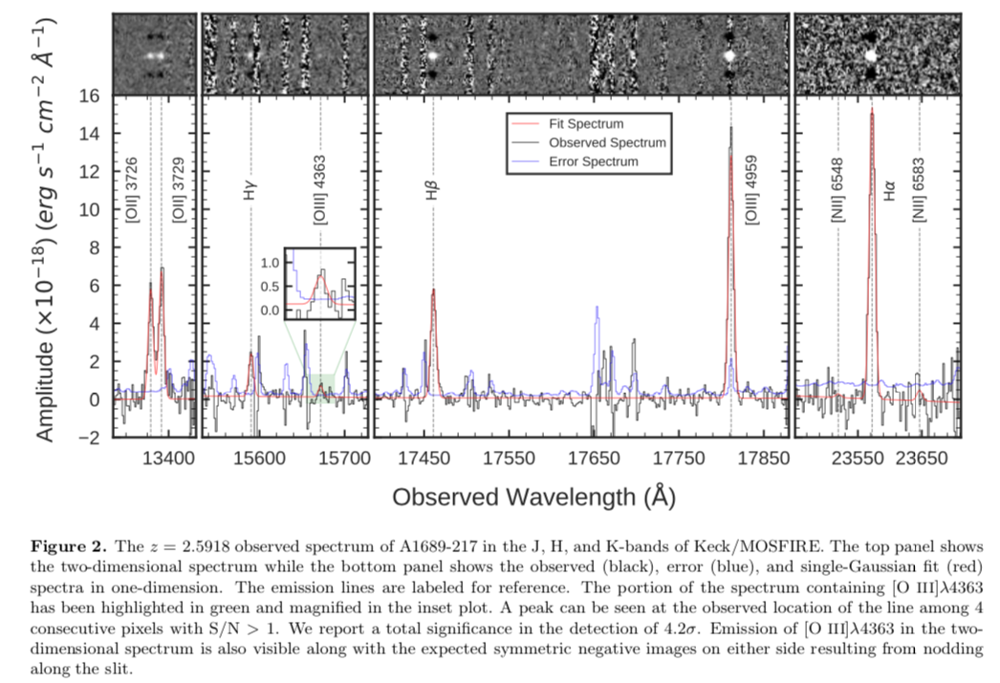 Amplitude (×10⁻¹⁸) (erg s⁻¹ cm⁻² Å⁻¹)
16
14
12
10
8
6
4
2
0
−2
[OII] 3726
[OII] 3729
Hγ
[OIII] 4363
1.0
0.5
0.0
Hβ
Fit Spectrum
Observed Spectrum
Error Spectrum
[OIII] 4959
[NII] 6548
Hα
[NII] 6583
13400 15600 15700 17450 17550 17650 17750 17850 23550 23650
Observed Wavelength (Å)
Figure 2. The z = 2.5918 observed spectrum of A1689-217 in the J, H, and K-bands of Keck/MOSFIRE. The top panel shows
the two-dimensional spectrum while the bottom panel shows the observed (black), error (blue), and single-Gaussian fit (red)
spectra in one-dimension. The emission lines are labeled for reference. The portion of the spectrum containing [O III]λ4363
has been highlighted in green and magnified in the inset plot. A peak can be seen at the observed location of the line among 4
consecutive pixels with S/N > 1. We report a total significance in the detection of 4.2σ. Emission of [O III]λ4363 in the two-
dimensional spectrum is also visible along with the expected symmetric negative images on either side resulting from nodding
along the slit.